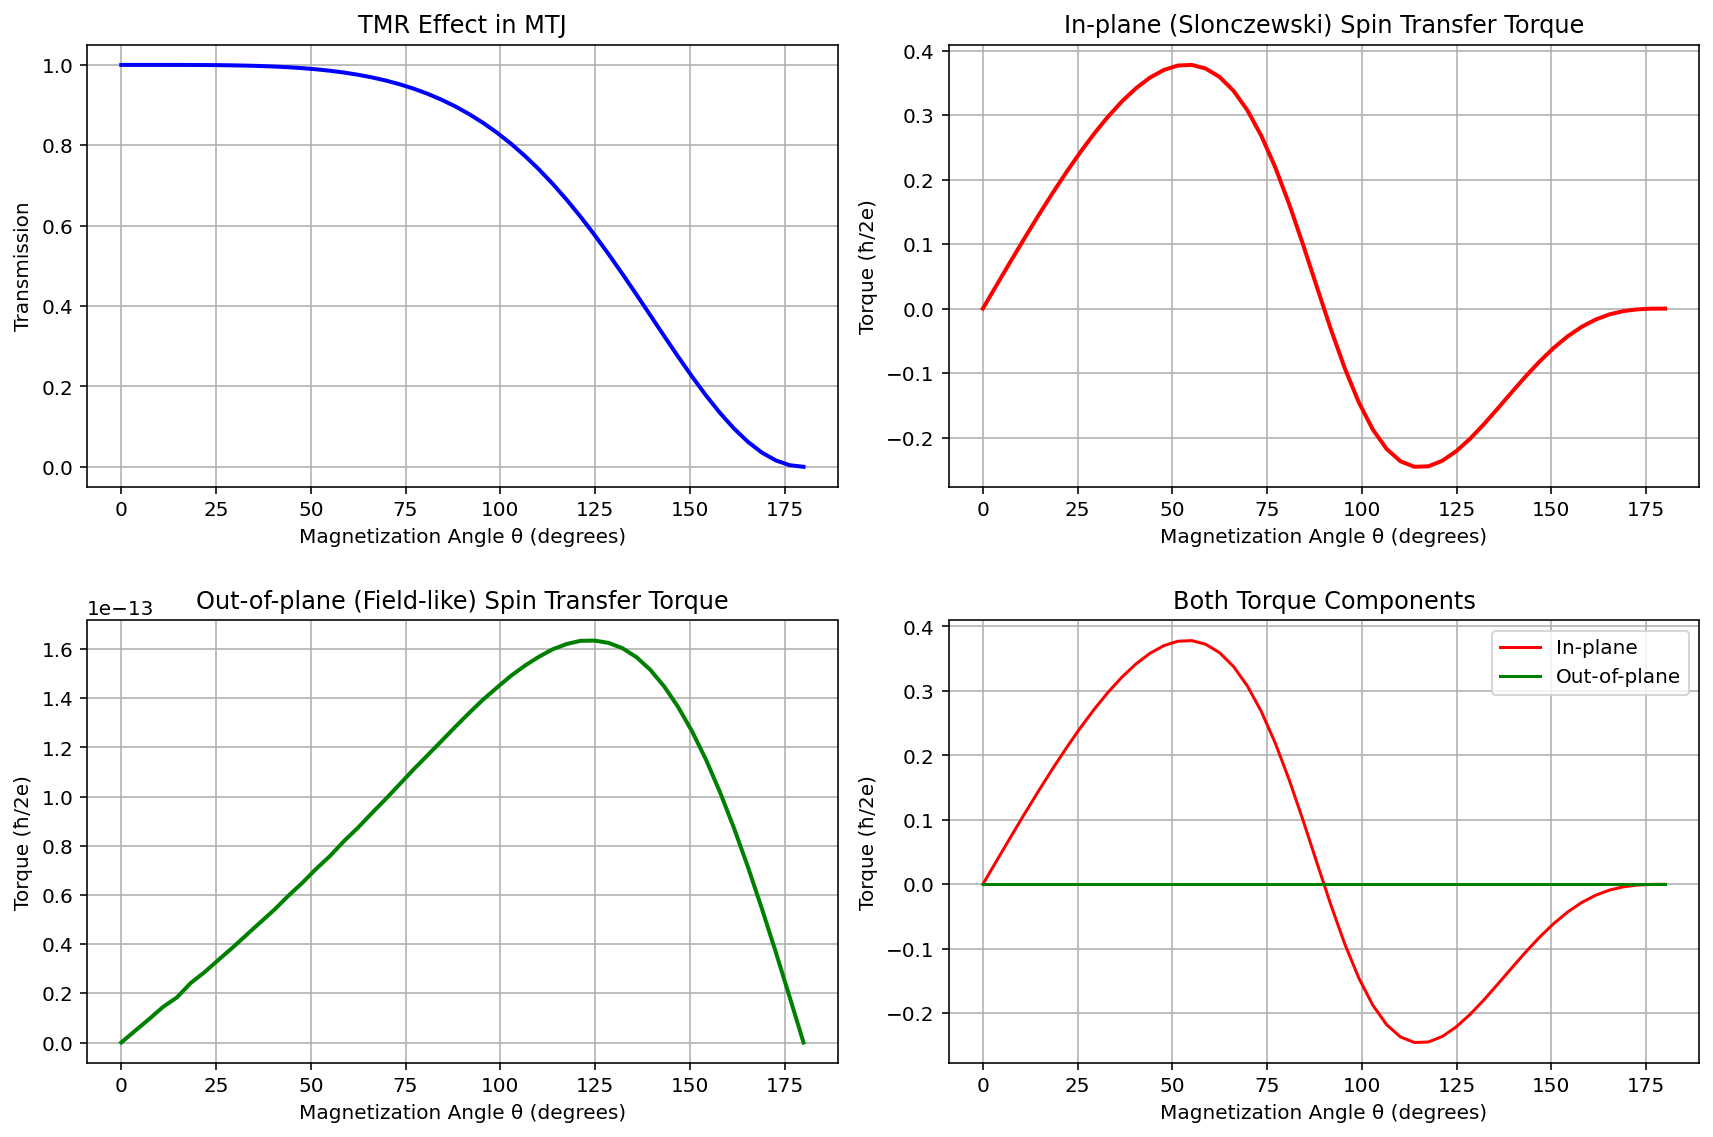 TMR Effect in MTJ
1.0
0.8
0.6
0.4
0.2
0.0
Transmission
0 25 50 75 100 125 150 175
Magnetization Angle θ (degrees)
In-plane (Slonczewski) Spin Transfer Torque
0.4
0.3
0.2
0.1
0.0
−0.1
−0.2
Torque (ħ/2e)
0 25 50 75 100 125 150 175
Magnetization Angle θ (degrees)
Out-of-plane (Field-like) Spin Transfer Torque
1e−13
1.6
1.4
1.2
1.0
0.8
0.6
0.4
0.2
0.0
Torque (ħ/2e)
0 25 50 75 100 125 150 175
Magnetization Angle θ (degrees)
Both Torque Components
0.4
0.3
0.2
0.1
0.0
−0.1
−0.2
Torque (ħ/2e)
In-plane
Out-of-plane
0 25 50 75 100 125 150 175
Magnetization Angle θ (degrees)